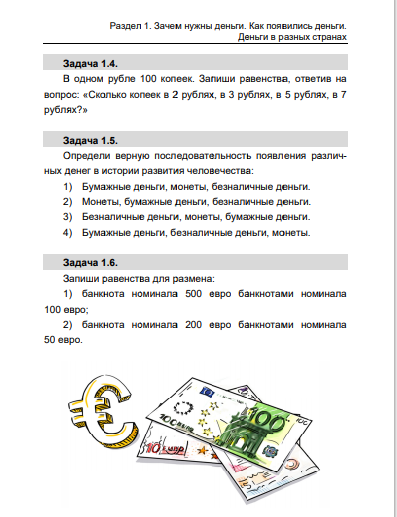 Раздел 1. Зачем нужны деньги. Как появились деньги.
Деньги в разных странах
Задача 1.4.
В одном рубле 100 копеек. Запиши равенства, ответив на
вопрос: «Сколько копеек в 2 рублях, в 3 рублях, в 5 рублях, в 7
рублях?»
Задача 1.5.
Определи верную последовательность появления различ-
ных денег в истории развития человечества:
1) Бумажные деньги, монеты, безналичные деньги.
2) Монеты, бумажные деньги, безналичные деньги.
3) Безналичные деньги, монеты, бумажные деньги.
4) Бумажные деньги, безналичные деньги, монеты.
Задача 1.6.
Запиши равенства для размена:
1) банкнота номинала 500 евро банкнотами номинала
100 евро;
2) банкнота номинала 200 евро банкнотами номинала
50 евро.
100
100
10